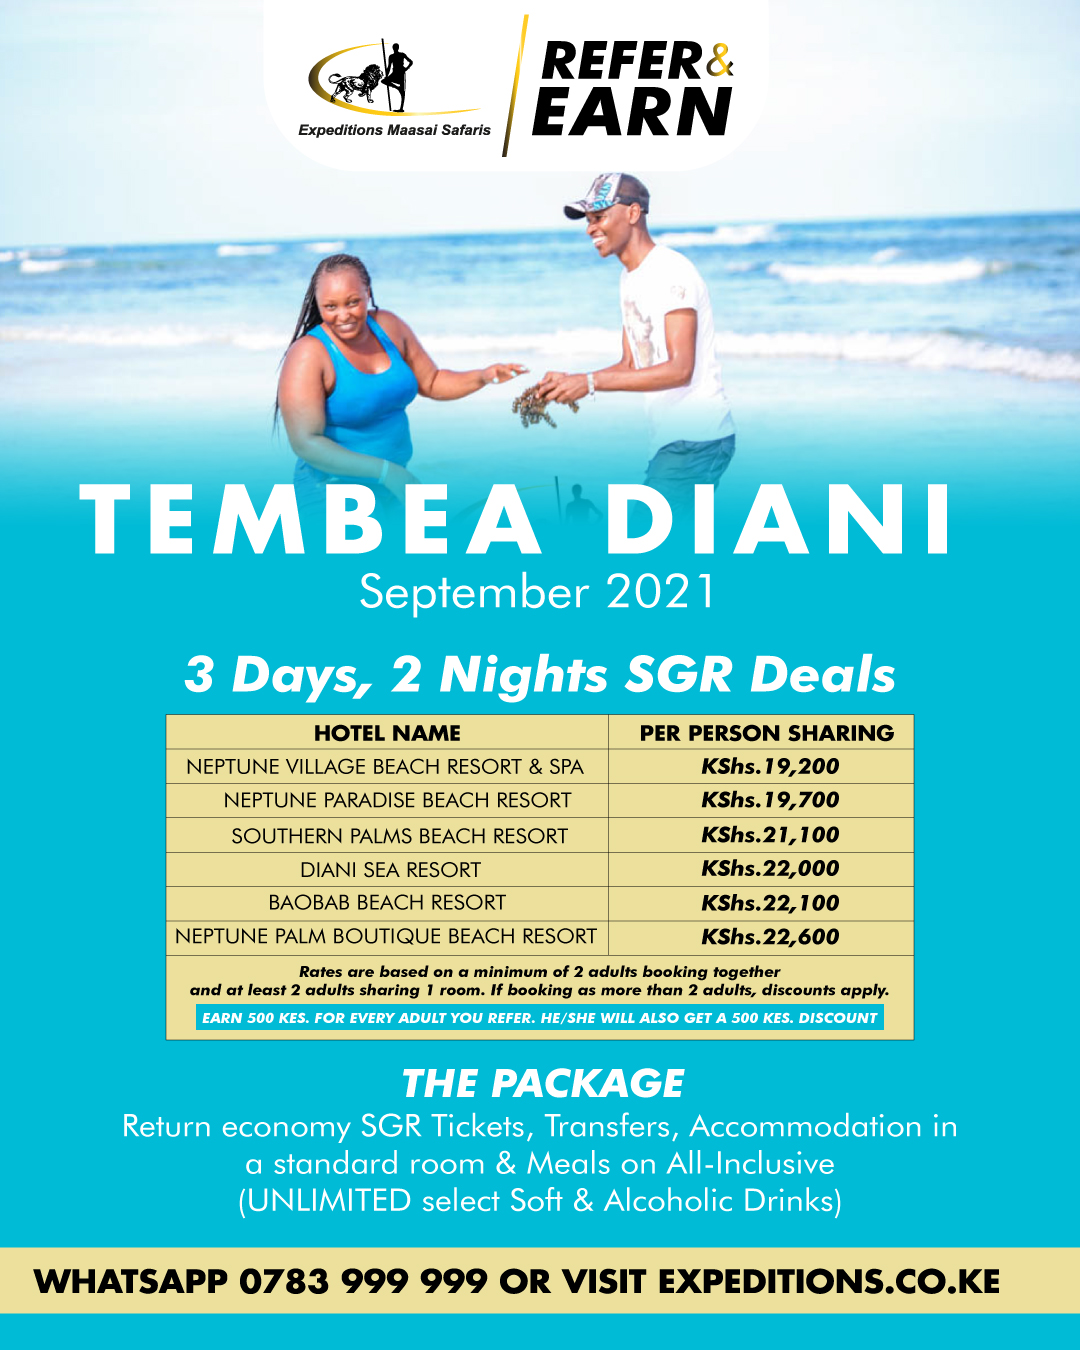 Expeditions Maasai Safaris
REFER&
EARN
TEMBEA DIANI
September 2021
3 Days, 2 Nights SGR Deals
HOTEL NAME PER PERSON SHARING
NEPTUNE VILLAGE BEACH RESORT & SPA KShs.19,200
NEPTUNE PARADISE BEACH RESORT KShs.19,700
SOUTHERN PALMS BEACH RESORT KShs.21,100
DIANI SEA RESORT KShs.22,000
BAOBAB BEACH RESORT KShs.22,100
NEPTUNE PALM BOUTIQUE BEACH RESORT KShs.22,600
Rates are based on a minimum of 2 adults booking together
and at least 2 adults sharing 1 room. If booking as more than 2 adults, discounts apply.
EARN 500 KES. FOR EVERY ADULT YOU REFER. HE/SHE WILL ALSO GET A 500 KES. DISCOUNT
THE PACKAGE
Return economy SGR Tickets, Transfers, Accommodation in
a standard room & Meals on All-Inclusive
(UNLIMITED select Soft & Alcoholic Drinks)
WHATSAPP 0783 999 999 OR VISIT EXPEDITIONS.CO.KE